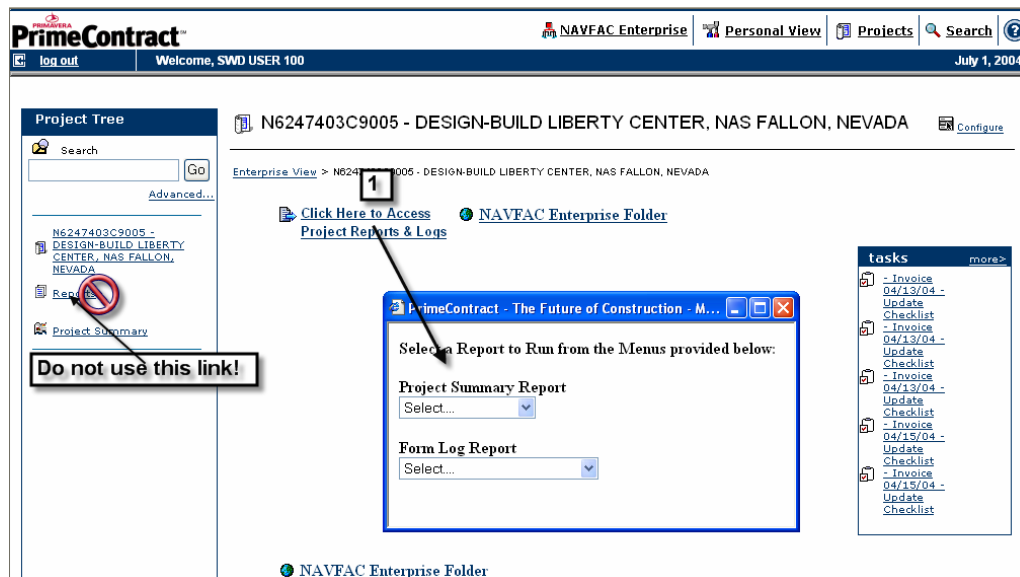 PRIMAVERA
PrimeContract
NAVFAC Enterprise
Personal View
Projects
Search
log out
Welcome, SWD USER 100
July 1, 2004
Project Tree
Search
Go
Advanced...
N6247403C9005 -
DESIGN-BUILD LIBERTY
CENTER, NAS FALLON,
NEVADA
Project Summary
Do not use this link!
N6247403C9005 - DESIGN-BUILD LIBERTY CENTER, NAS FALLON, NEVADA
Configure
Enterprise View > N6247403C9005 - DESIGN-BUILD LIBERTY CENTER, NAS FALLON, NEVADA
1
Click Here to Access
Project Reports & Logs
NAVFAC Enterprise Folder
PrimeContract - The Future of Construction - M...
Select a Report to Run from the Menus provided below:
Project Summary Report
Select...
Form Log Report
Select...
tasks
more>
- Invoice
04/13/04 -
Update
Checklist
- Invoice
04/13/04 -
Update
Checklist
- Invoice
04/13/04 -
Update
Checklist
- Invoice
04/15/04 -
Update
Checklist
- Invoice
04/15/04 -
Update
Checklist
NAVFAC Enterprise Folder